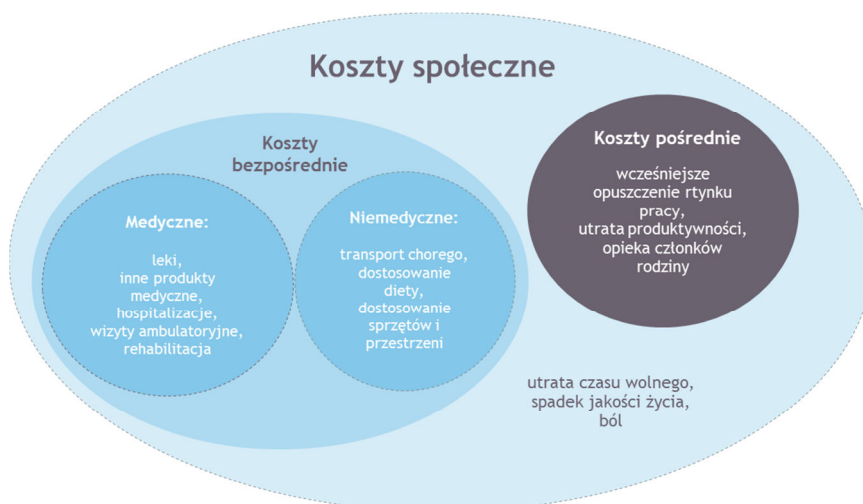 Koszty społeczne
Koszty
bezpośrednie
Medyczne:
leki,
inne produkty
medyczne,
hospitalizacje,
wizyty ambulatoryjne,
rehabilitacja
Niemedyczne:
transport chorego,
dostosowanie
diety,
dostosowanie
sprzętów i
przestrzeni
Koszty pośrednie
wcześniejsze
opuszczenie rtynku
pracy,
utrata produktywności,
opieka członków
rodziny
utrata czasu wolnego,
spadek jakości życia,
ból